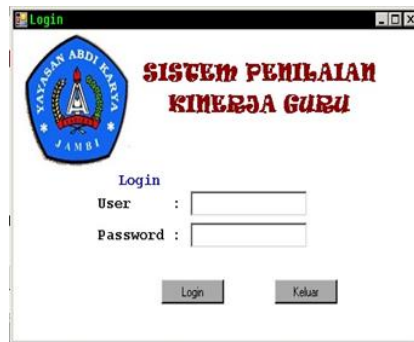 Login
YAYASAN ABDI KARYA
JAMBI
SISTEM PENILAIAN
KINERJA GURU
Login
User :
Password :
Login Keluar